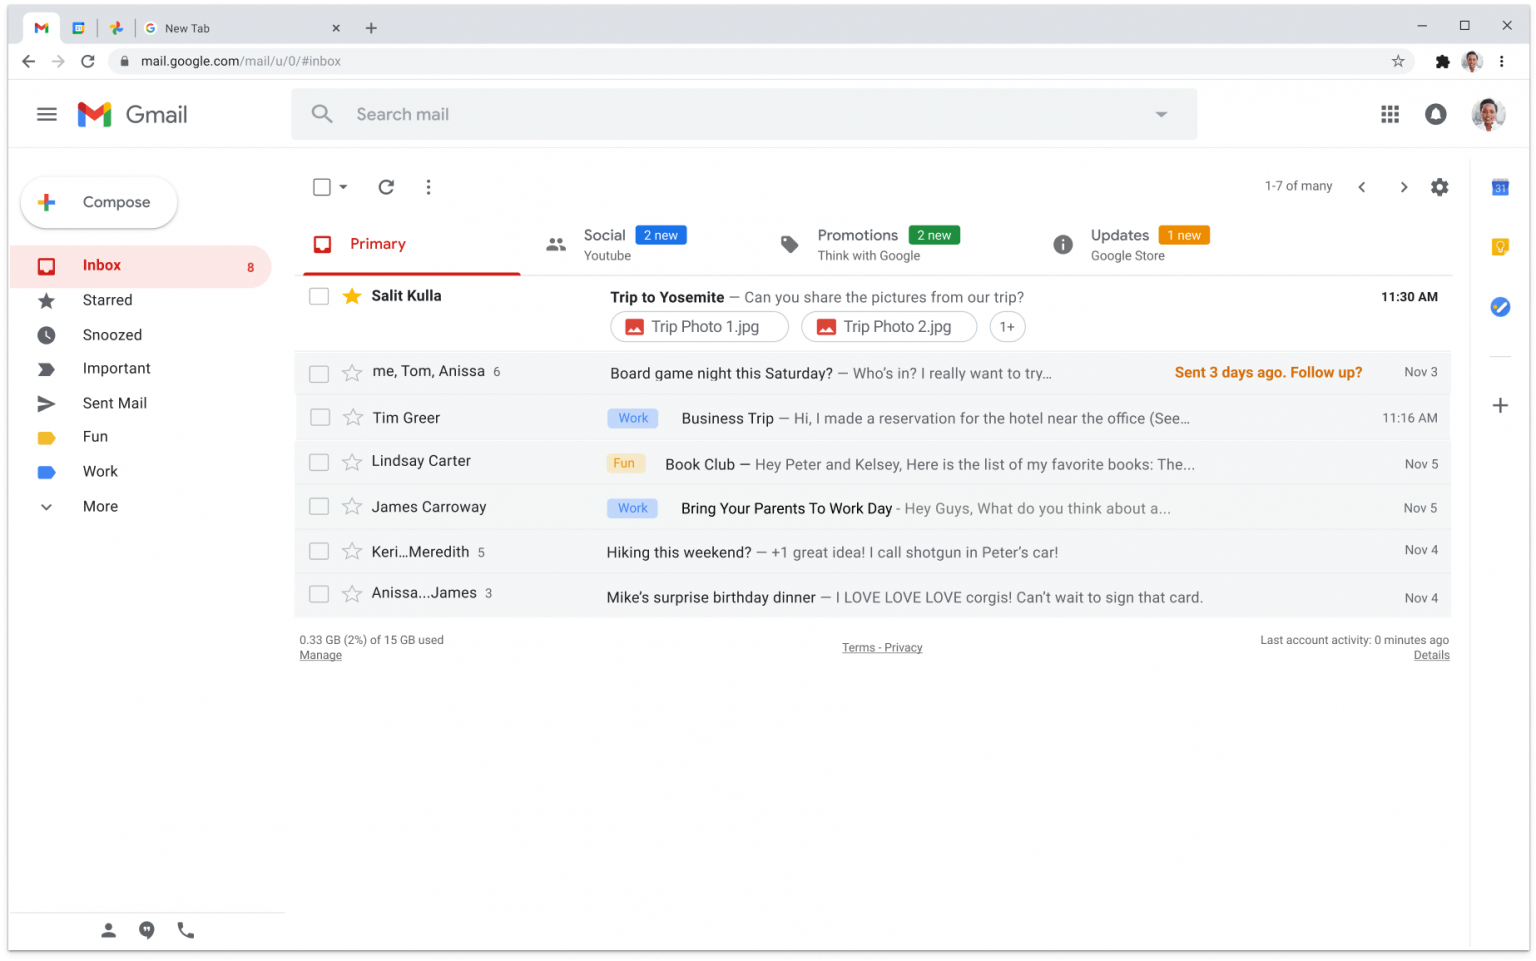 New Tab
mail.google.com/mail/u/0/#inbox
Gmail
Search mail
Compose
1-7 of many
31
Primary
Social 2 new
Youtube
Promotions 2 new
Think with Google
Updates 1 new
Google Store
Inbox 8
Starred
Snoozed
Important
Sent Mail
Fun
Work
More
Salit Kulla Trip to Yosemite — Can you share the pictures from our trip? 11:30 AM
Trip Photo 1.jpg Trip Photo 2.jpg 1+
me, Tom, Anissa 6 Board game night this Saturday? — Who’s in? I really want to try... Sent 3 days ago. Follow up? Nov 3
Tim Greer Work Business Trip — Hi, I made a reservation for the hotel near the office (See... 11:16 AM
Lindsay Carter Fun Book Club — Hey Peter and Kelsey, Here is the list of my favorite books: The... Nov 5
James Carroway Work Bring Your Parents To Work Day - Hey Guys, What do you think about a... Nov 5
Keri...Meredith 5 Hiking this weekend? — +1 great idea! I call shotgun in Peter’s car! Nov 4
Anissa...James 3 Mike’s surprise birthday dinner — I LOVE LOVE LOVE corgis! Can’t wait to sign that card. Nov 4
0.33 GB (2%) of 15 GB used
Manage
Terms - Privacy
Last account activity: 0 minutes ago
Details